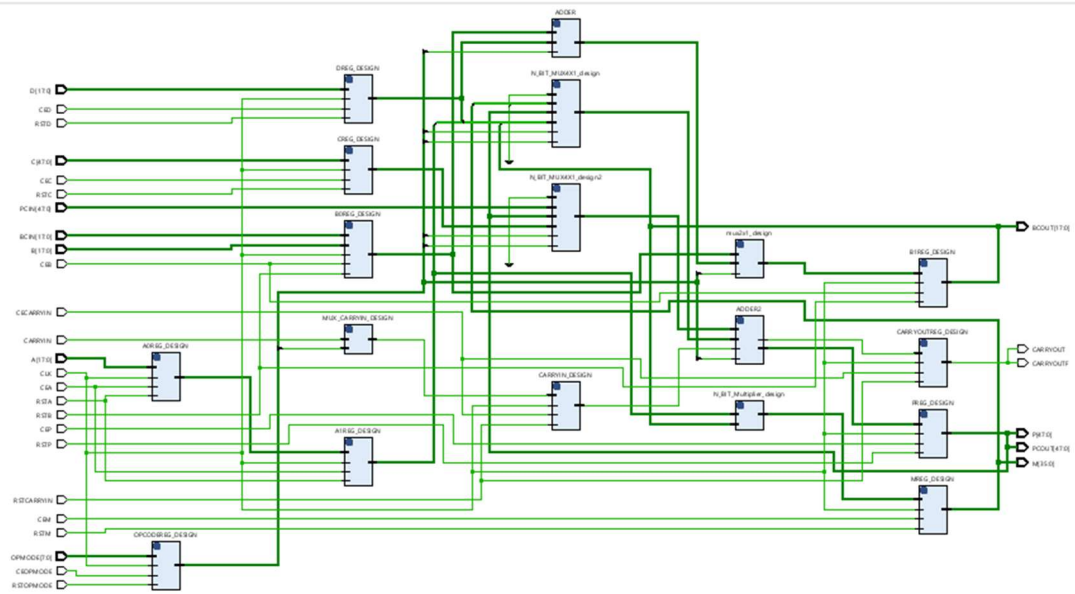 ADDER
DREG_DESIGN
N_BIT_MUX4X1_design
D[17:0]
CED
RSTD
CREG_DESIGN
C[47:0]
CEC
RSTC
N_BIT_MUX4X1_design2
PCIN[47:0]
B0REG_DESIGN
BCIN[17:0]
B[17:0]
CEB
BCOUT[17:0]
mux2x1_design
B1REG_DESIGN
CECARRYIN
MUX_CARRYIN_DESIGN
ADDER2
CARRYOUTREG_DESIGN
CARRYIN
A0REG_DESIGN
A[17:0]
CLK
CEA
RSTA
RSTB
CEP
RSTP
CARRYOUT
CARRYOUTF
CARRYIN_DESIGN
N_BIT_Multiplier_design
PREG_DESIGN
A1REG_DESIGN
P[47:0]
PCOUT[47:0]
M[35:0]
MREG_DESIGN
RSTCARRYIN
CEM
RSTM
OPCODEREG_DESIGN
OPMODE[7:0]
CEOPMODE
RSTOPMODE